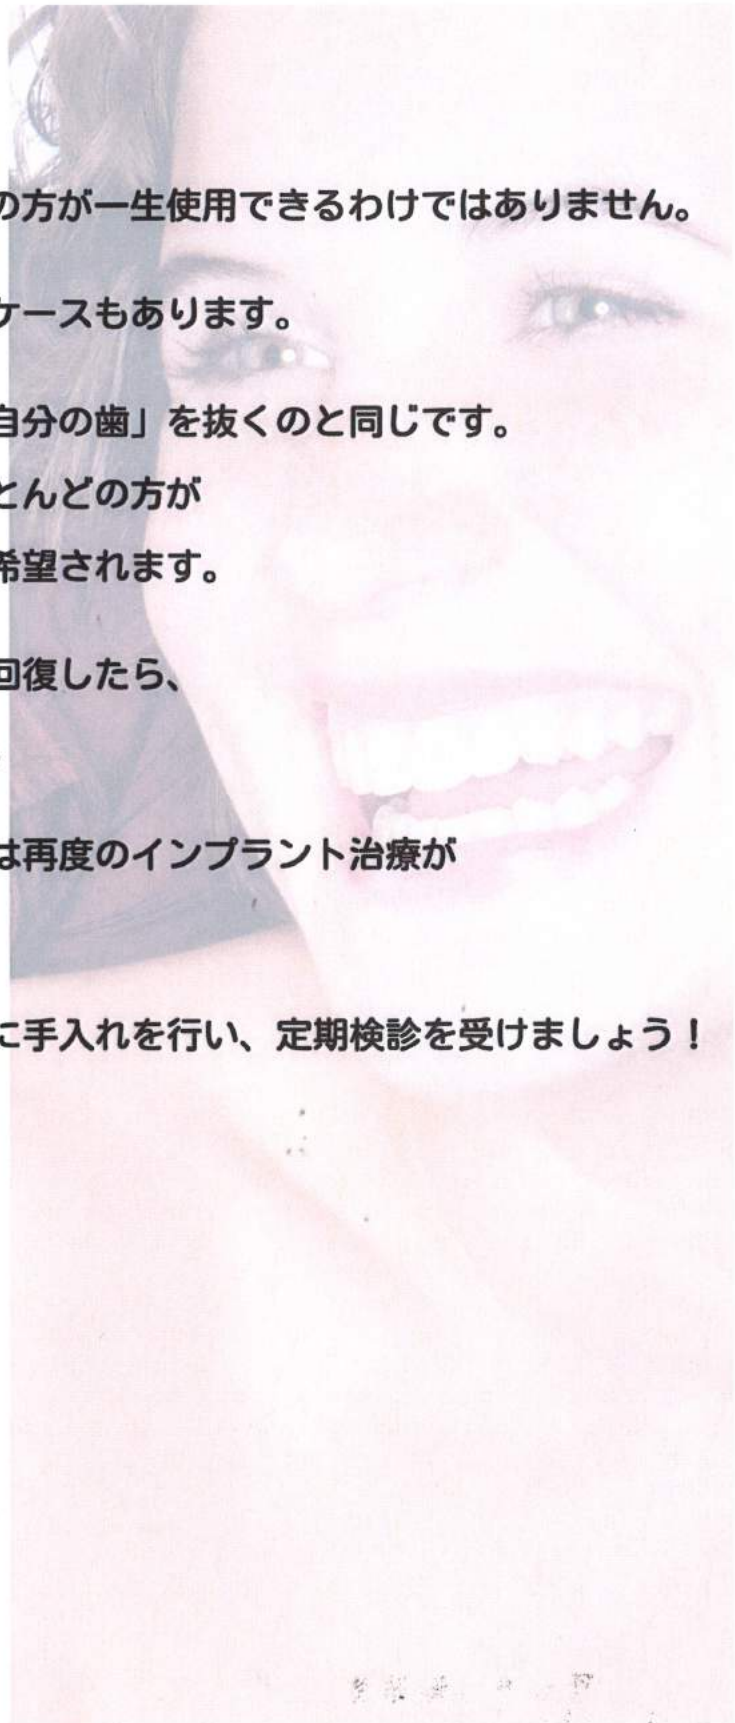 の方が一生使用できるわけではありません。
ケースもあります。
自分の歯」を抜くのと同じです。
とんどの方が
希望されます。
回復したら、
は再度のインプラント治療が
に手入れを行い、定期検診を受けましょう！